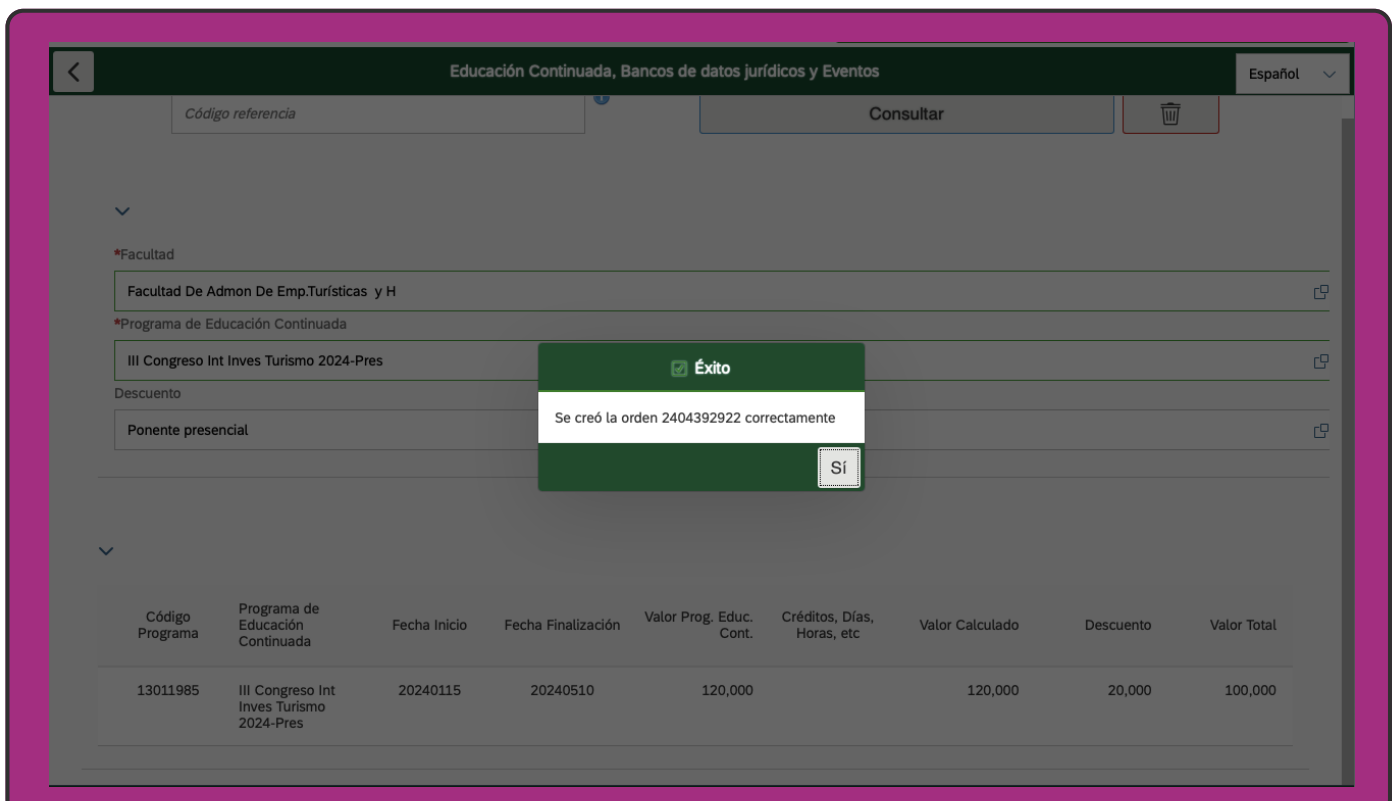 Educación Continuada, Bancos de datos jurídicos y Eventos
Español
Código referencia
Consultar
*Facultad
Facultad De Admon De Emp.Turísticas y H
*Programa de Educación Continuada
III Congreso Int Inves Turismo 2024-Pres
Descuento
Ponente presencial
Éxito
Se creó la orden 2404392922 correctamente
Sí
Código Programa
Programa de Educación Continuada
Fecha Inicio
Fecha Finalización
Valor Prog. Educ. Cont.
Créditos, Días, Horas, etc
Valor Calculado
Descuento
Valor Total
13011985
III Congreso Int Inves Turismo 2024-Pres
20240115
20240510
120,000
120,000
20,000
100,000